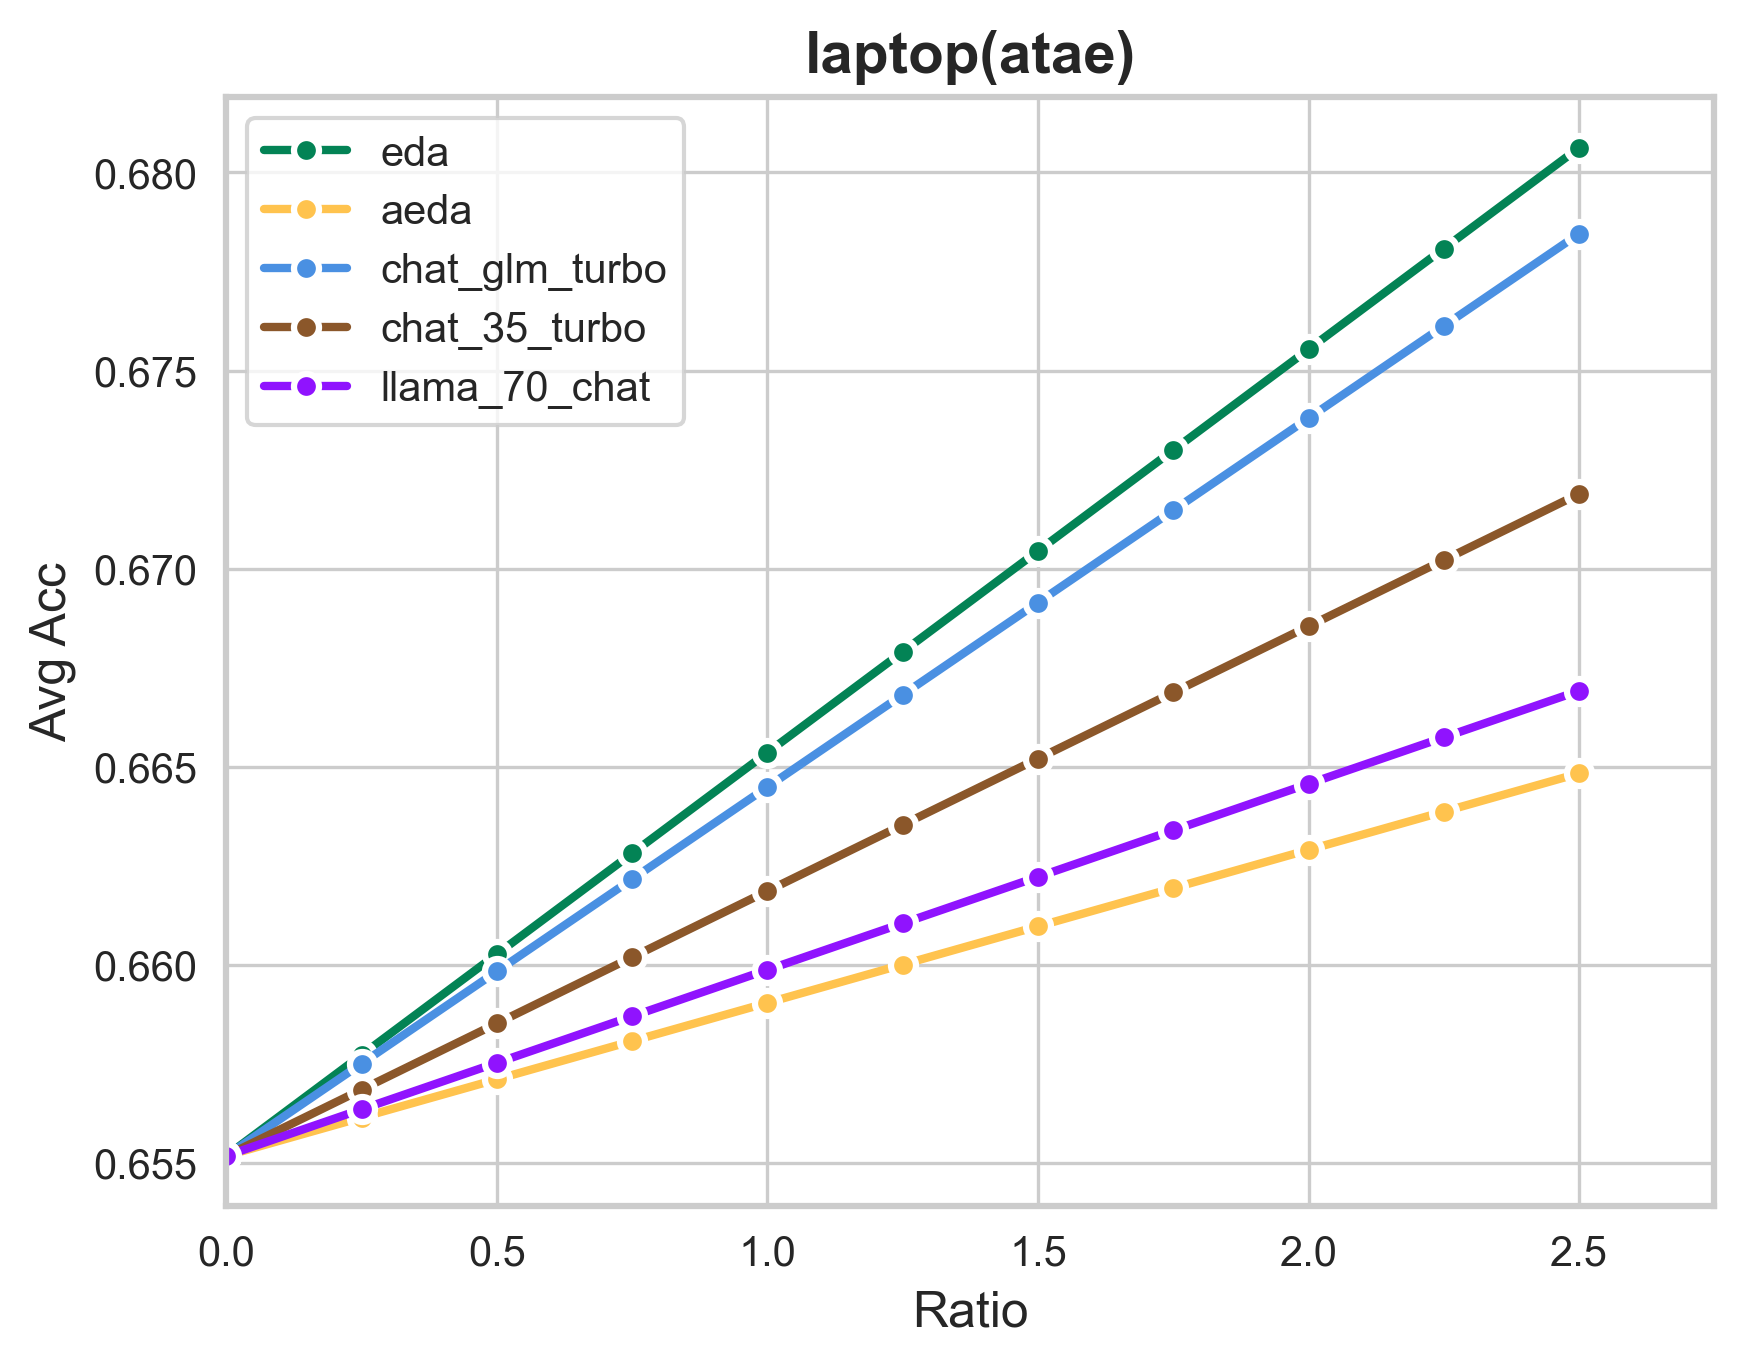 laptop(atae)
eda
aeda
chat_glm_turbo
chat_35_turbo
llama_70_chat
0.680
0.675
0.670
0.665
0.660
0.655
Avg Acc
0.0 0.5 1.0 1.5 2.0 2.5
Ratio